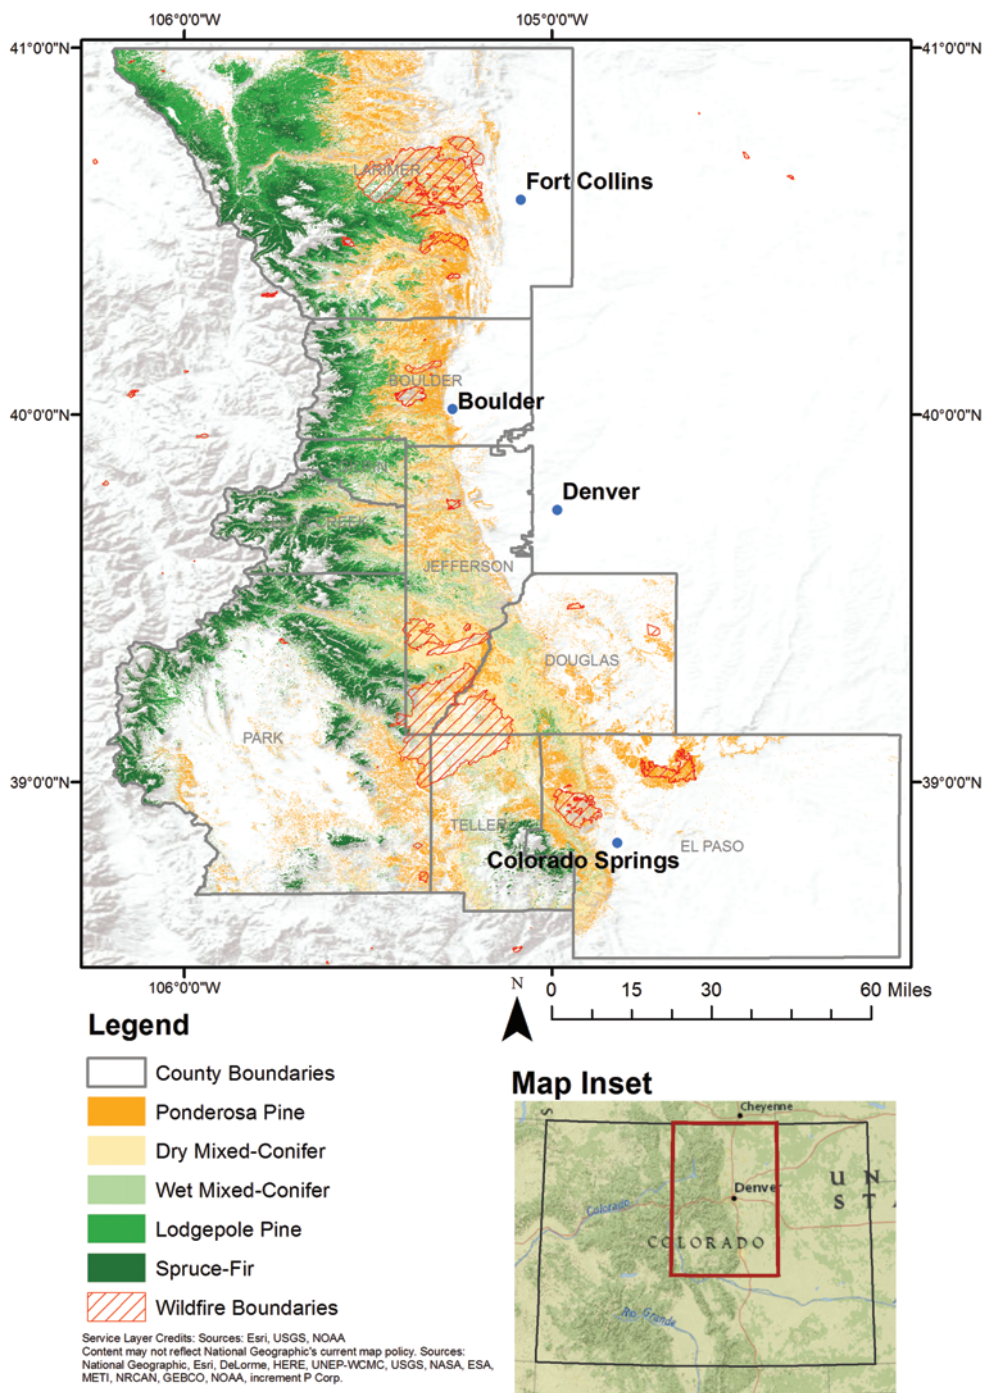 106°0'0"W 105°0'0"W
41°0'0"N 41°0'0"N
LARIMER
Fort Collins
BOULDER
Boulder
40°0'0"N 40°0'0"N
Denver
JEFFERSON
DOUGLAS
PARK
39°0'0"N 39°0'0"N
TELLER
EL PASO
Colorado Springs
106°0'0"W 105°0'0"W
N
0 15 30 60 Miles
Legend
County Boundaries
Ponderosa Pine
Dry Mixed-Conifer
Wet Mixed-Conifer
Lodgepole Pine
Spruce-Fir
Wildfire Boundaries
Service Layer Credits: Sources: Esri, USGS, NOAA
Content may not reflect National Geographic's current map policy. Sources:
National Geographic, Esri, DeLorme, HERE, UNEP-WCMC, USGS, NASA, ESA,
METI, NRCAN, GEBCO, NOAA, increment P Corp.
Map Inset
Cheyenne
U N
S T
Denver
Colorado
COLORADO
Rio Grande